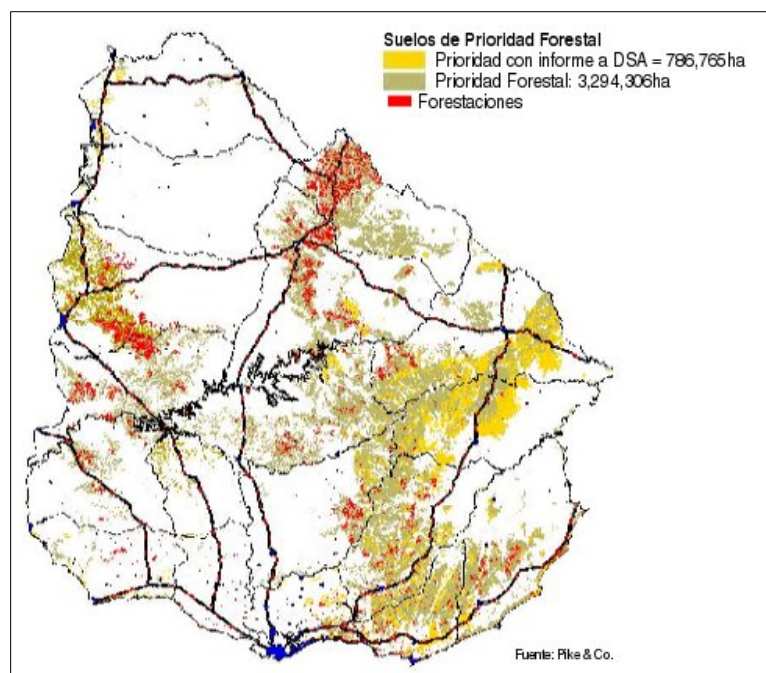 Suelos de Prioridad Forestal
Prioridad con informe a DSA = 786,765ha
Prioridad Forestal: 3,294,306ha
Forestaciones
Fuente: Pike & Co.